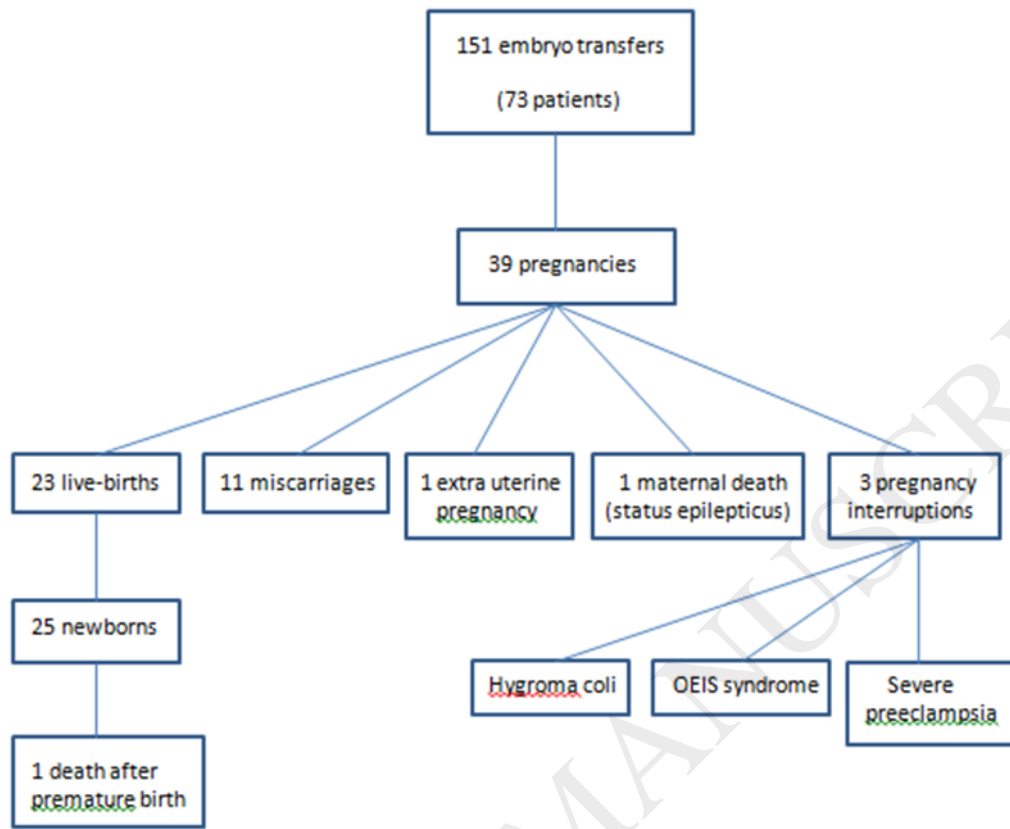 151 embryo transfers
(73 patients)
39 pregnancies
23 live-births
11 miscarriages
1 extra uterine
pregnancy
1 maternal death
(status epilepticus)
3 pregnancy
interruptions
25 newborns
Hygroma coli
OEIS syndrome
Severe
preeclampsia
1 death after
premature birth
MANUSCRI